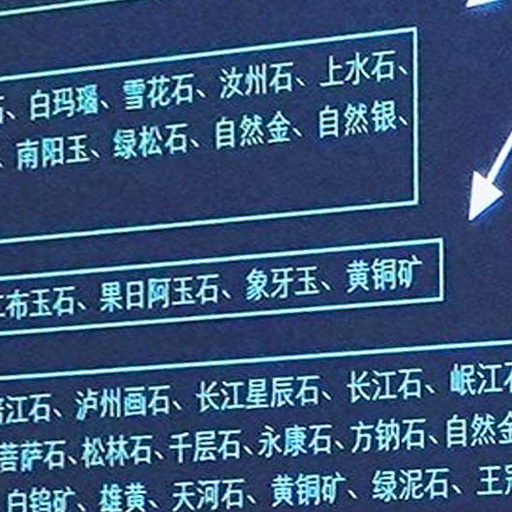 石、白玛瑙、雪花石、汝州石、上水石、
、南阳玉、绿松石、自然金、自然银、
布玉石、果日阿玉石、象牙玉、黄铜矿
江石、泸州画石、长江星辰石、长江石、岷江石
菩萨石、松林石、千层石、永康石、方钠石、自然金
白钨矿、雄黄、天河石、黄铜矿、绿泥石、王冠